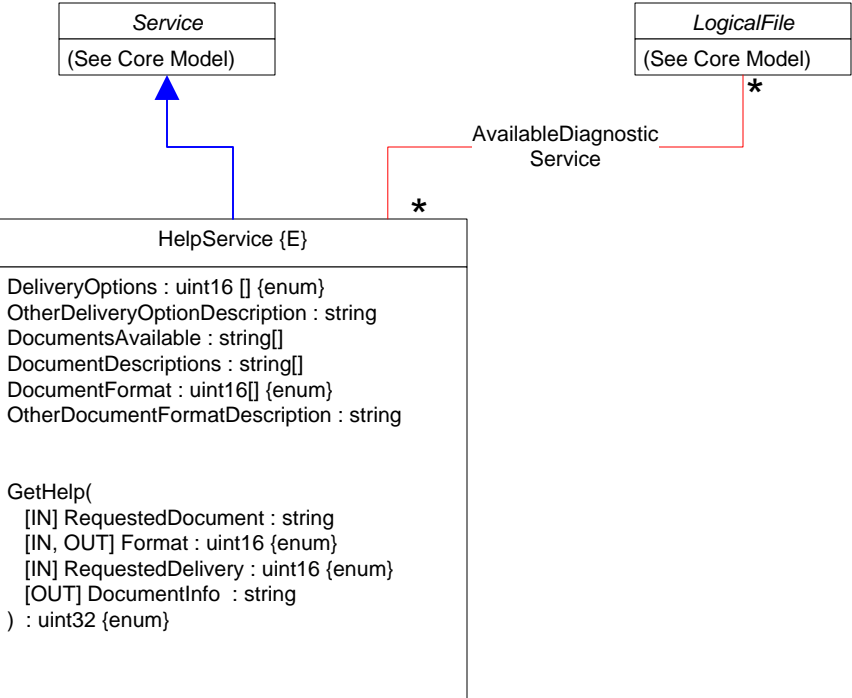 Service
(See Core Model)
LogicalFile
(See Core Model)
*
AvailableDiagnostic
Service
*
HelpService {E}
DeliveryOptions : uint16 [] {enum}
OtherDeliveryOptionDescription : string
DocumentsAvailable : string[]
DocumentDescriptions : string[]
DocumentFormat : uint16[] {enum}
OtherDocumentFormatDescription : string
GetHelp(
[IN] RequestedDocument : string
[IN, OUT] Format : uint16 {enum}
[IN] RequestedDelivery : uint16 {enum}
[OUT] DocumentInfo : string
) : uint32 {enum}